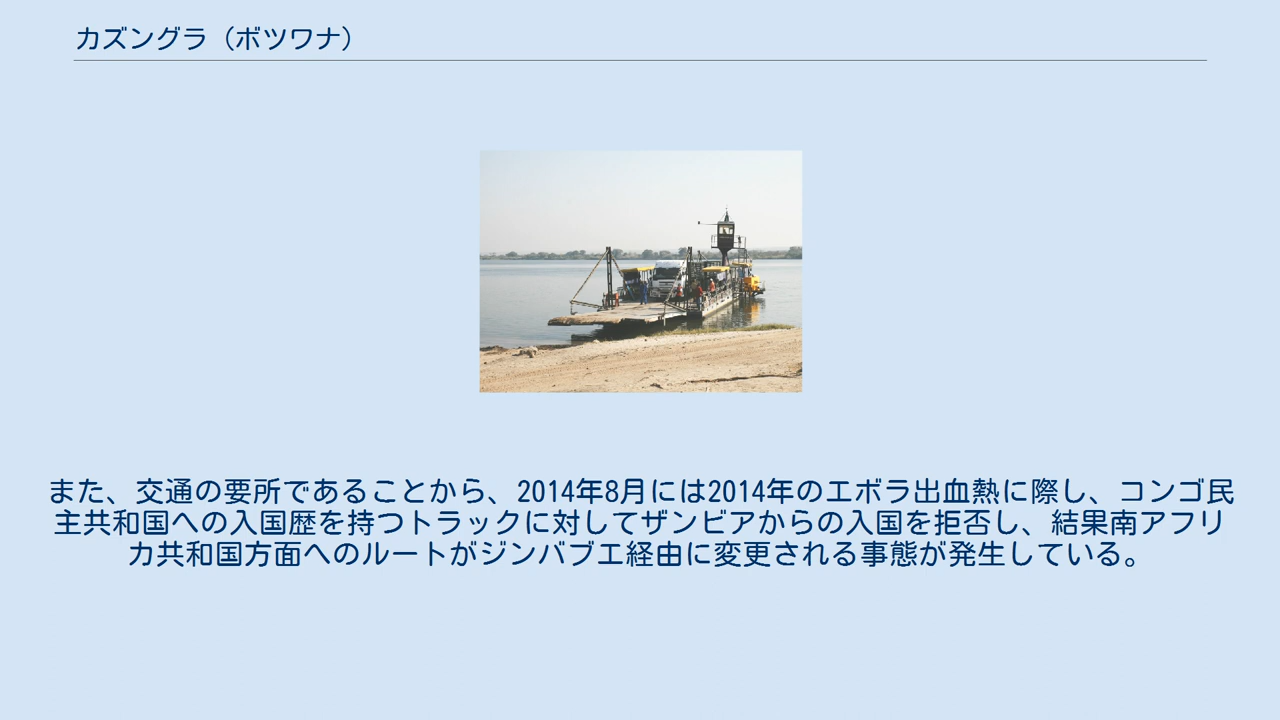 カズングラ（ボツワナ）
また、交通の要所であることから、2014年8月には2014年のエボラ出血熱に際し、コンゴ民
主共和国への入国歴を持つトラックに対してザンビアからの入国を拒否し、結果南アフリ
カ共和国方面へのルートがジンバブエ経由に変更される事態が発生している。